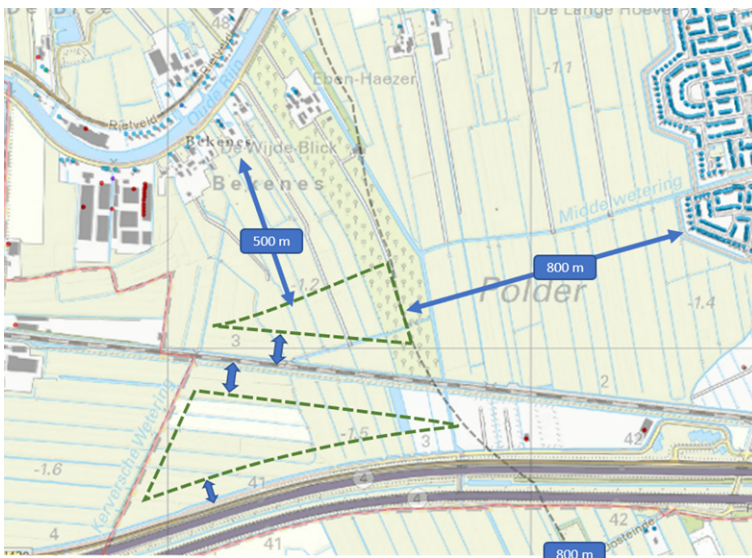 De Bree
48
De Lange Hoeve
-1.1
Eben-Haezer
Rietveld
Oude Rijn
Rietveld
Bekenes
De Wijde Blick
Bekenes
Middelwetering
500 m
800 m
-1.2
Polder
-1.4
3
2
Kerversche Wetering
-1.5
3
42
-1.6
41
4
4
4
41
42
800 m